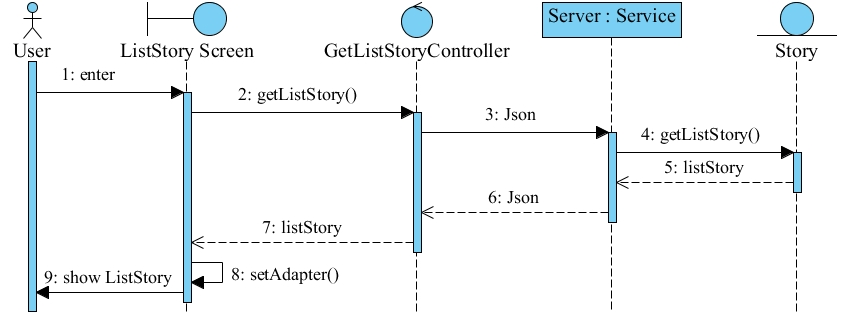 User
ListStory Screen
GetListStoryController
Server : Service
Story
1: enter
2: getListStory()
3: Json
4: getListStory()
5: listStory
6: Json
7: listStory
8: setAdapter()
9: show ListStory